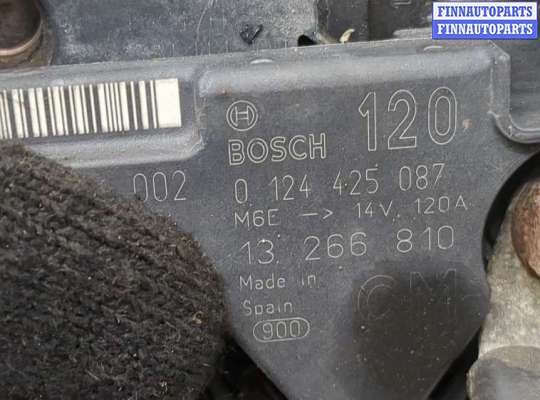 FINNAUTOPARTS
FINNAUTOPARTS
BOSCH 120
002 0 124 425 087
M6E --> 14V 120A
13 266 810
Made in
Spain
900
GM